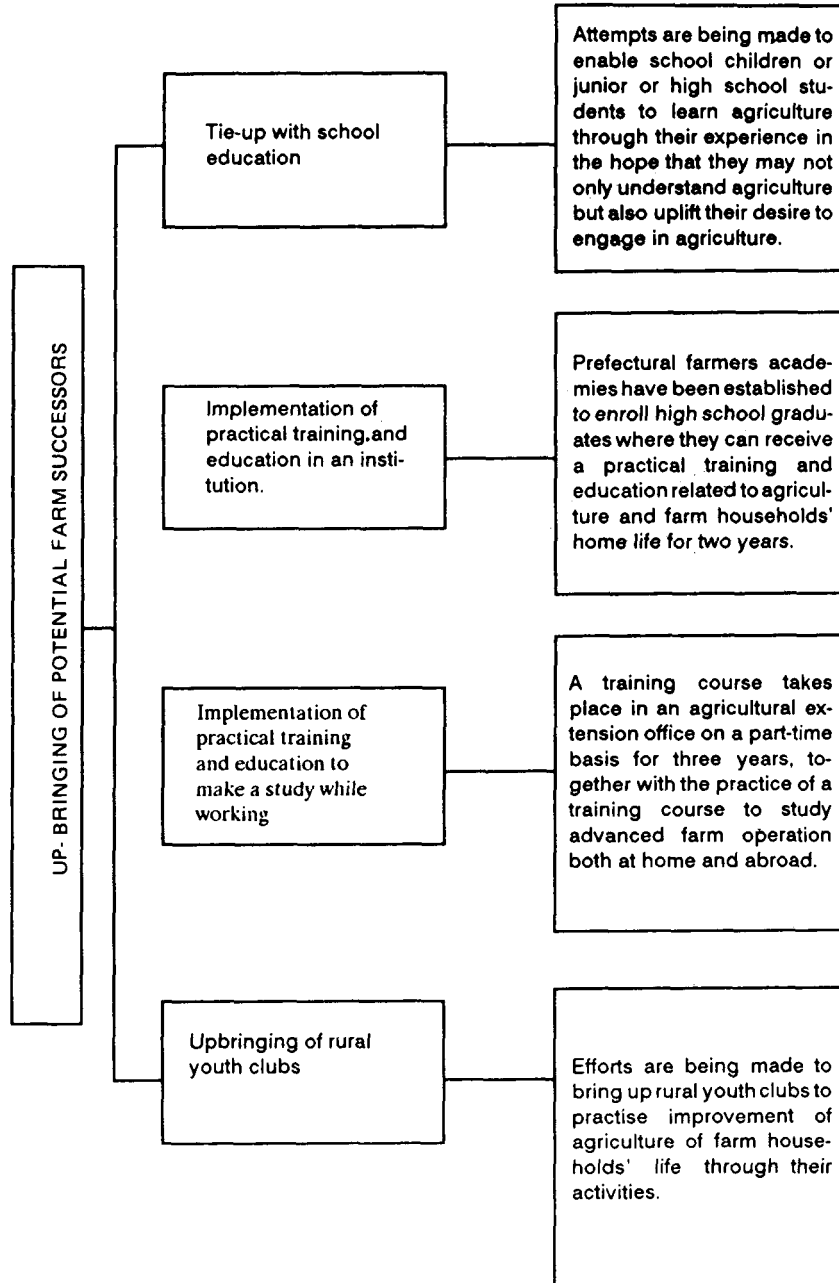 UP- BRINGING OF POTENTIAL FARM SUCCESSORS
Tie-up with school
education
Attempts are being made to
enable school children or
junior or high school stu-
dents to learn agriculture
through their experience in
the hope that they may not
only understand agriculture
but also uplift their desire to
engage in agriculture.
Implementation of
practical training,and
education in an insti-
tution.
Prefectural farmers acade-
mies have been established
to enroll high school gradu-
ates where they can receive
a practical training and
education related to agricul-
ture and farm households'
home life for two years.
Implementation of
practical training
and education to
make a study while
working
A training course takes
place in an agricultural ex-
tension office on a part-time
basis for three years, to-
gether with the practice of a
training course to study
advanced farm operation
both at home and abroad.
Upbringing of rural
youth clubs
Efforts are being made to
bring up rural youth clubs to
practise improvement of
agriculture of farm house-
holds' life through their
activities.